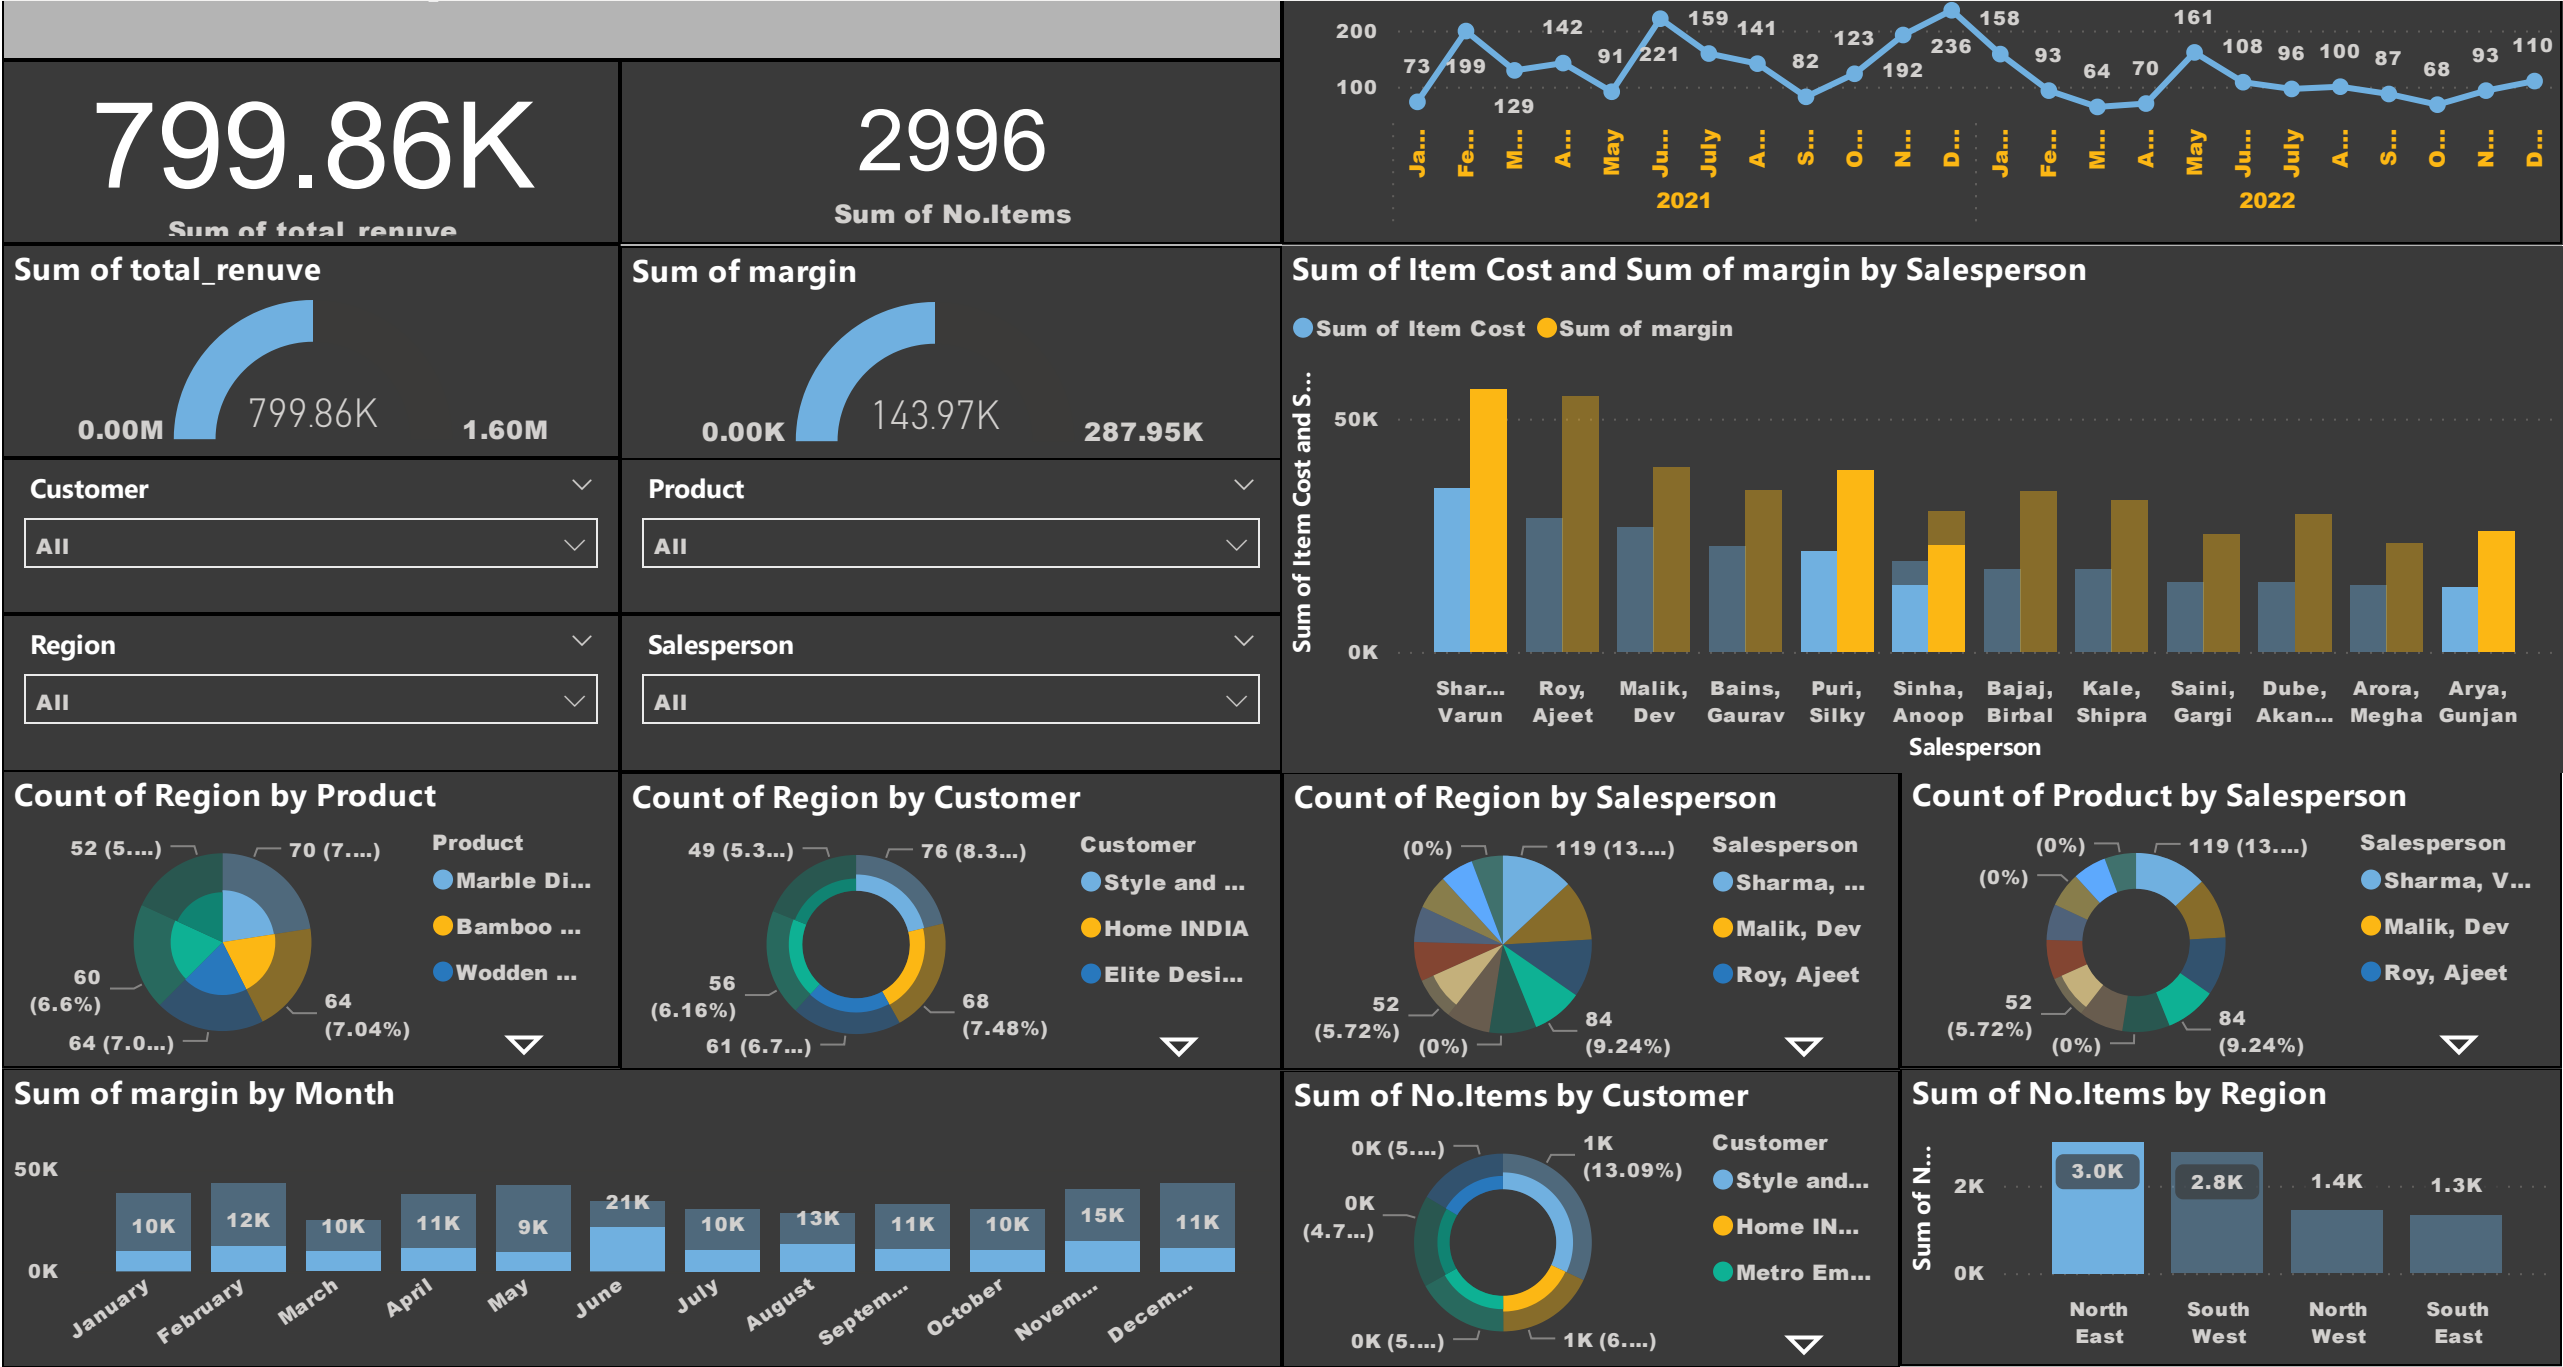 799.86K
Sum of total_renuve
2996
Sum of No.Items
200
100
73
199
129
142
91
221
159
141
82
123
192
236
158
93
64
70
161
108
96
100
87
68
93
110
Ja...
Fe...
M...
A...
May
Ju...
July
A...
S...
O...
N...
D...
Ja...
Fe...
M...
A...
May
Ju...
July
A...
S...
O...
N...
D...
2021
2022
Sum of total_renuve
0.00M
799.86K
1.60M
Sum of margin
0.00K
143.97K
287.95K
Customer
All
Product
All
Region
All
Salesperson
All
Sum of Item Cost and Sum of margin by Salesperson
Sum of Item Cost
Sum of margin
Sum of Item Cost and S...
50K
0K
Shar...
Varun
Roy,
Ajeet
Malik,
Dev
Bains,
Gaurav
Puri,
Silky
Sinha,
Anoop
Bajaj,
Birbal
Kale,
Shipra
Saini,
Gargi
Dube,
Akan...
Arora,
Megha
Arya,
Gunjan
Salesperson
Count of Region by Product
52 (5....)
70 (7....)
60
(6.6%)
64
(7.04%)
64 (7.0...)
Product
Marble Di...
Bamboo ...
Wodden ...
Count of Region by Customer
49 (5.3...)
76 (8.3...)
56
(6.16%)
68
(7.48%)
61 (6.7...)
Customer
Style and ...
Home INDIA
Elite Desi...
Count of Region by Salesperson
(0%)
119 (13....)
52
(5.72%)
84
(9.24%)
(0%)
Salesperson
Sharma, ...
Malik, Dev
Roy, Ajeet
Count of Product by Salesperson
(0%)
119 (13....)
(0%)
52
(5.72%)
84
(9.24%)
(0%)
Salesperson
Sharma, V...
Malik, Dev
Roy, Ajeet
Sum of margin by Month
50K
0K
10K
12K
10K
11K
9K
21K
10K
13K
11K
10K
15K
11K
January
February
March
April
May
June
July
August
Septem...
October
Novem...
Decem...
Sum of No.Items by Customer
0K (5....)
1K
(13.09%)
0K
(4.7...)
0K (5....)
1K (6....)
Customer
Style and...
Home IN...
Metro Em...
Sum of No.Items by Region
Sum of N...
2K
0K
3.0K
2.8K
1.4K
1.3K
North
East
South
West
North
West
South
East